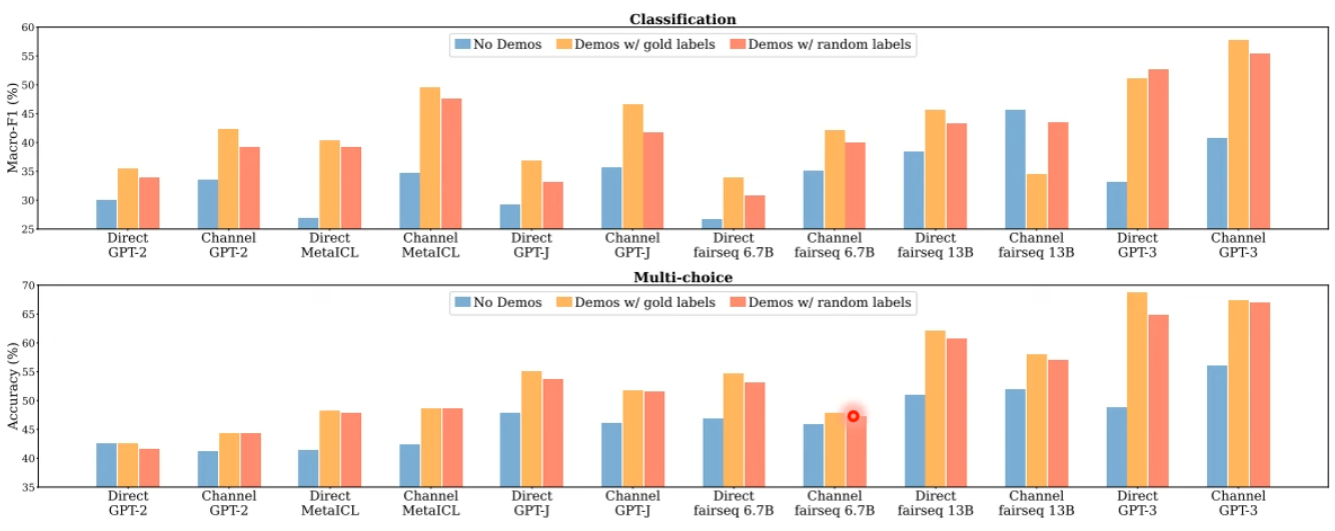 Classification
No Demos Demos w/ gold labels Demos w/ random labels
Macro-F1 (%)
60
55
50
45
40
35
30
25
Direct Channel Direct Channel Direct Channel Direct Channel Direct Channel Direct Channel
GPT-2 GPT-2 MetaICL MetaICL GPT-J GPT-J fairseq 6.7B fairseq 6.7B fairseq 13B fairseq 13B GPT-3 GPT-3
Multi-choice
No Demos Demos w/ gold labels Demos w/ random labels
Accuracy (%)
70
65
60
55
50
45
40
35
Direct Channel Direct Channel Direct Channel Direct Channel Direct Channel Direct Channel
GPT-2 GPT-2 MetaICL MetaICL GPT-J GPT-J fairseq 6.7B fairseq 6.7B fairseq 13B fairseq 13B GPT-3 GPT-3